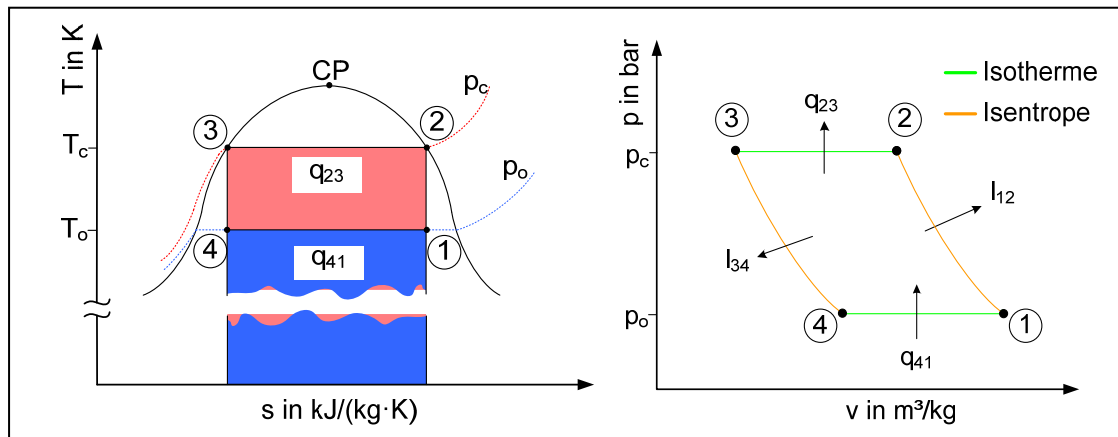 T in K
CP
p_c
③
②
T_c
q₂₃
p_o
T_o
④
①
q₄₁
s in kJ/(kg·K)
p in bar
Isotherme
Isentrope
q₂₃
③
②
p_c
l₁₂
l₃₄
p_o
④
①
q₄₁
v in m³/kg